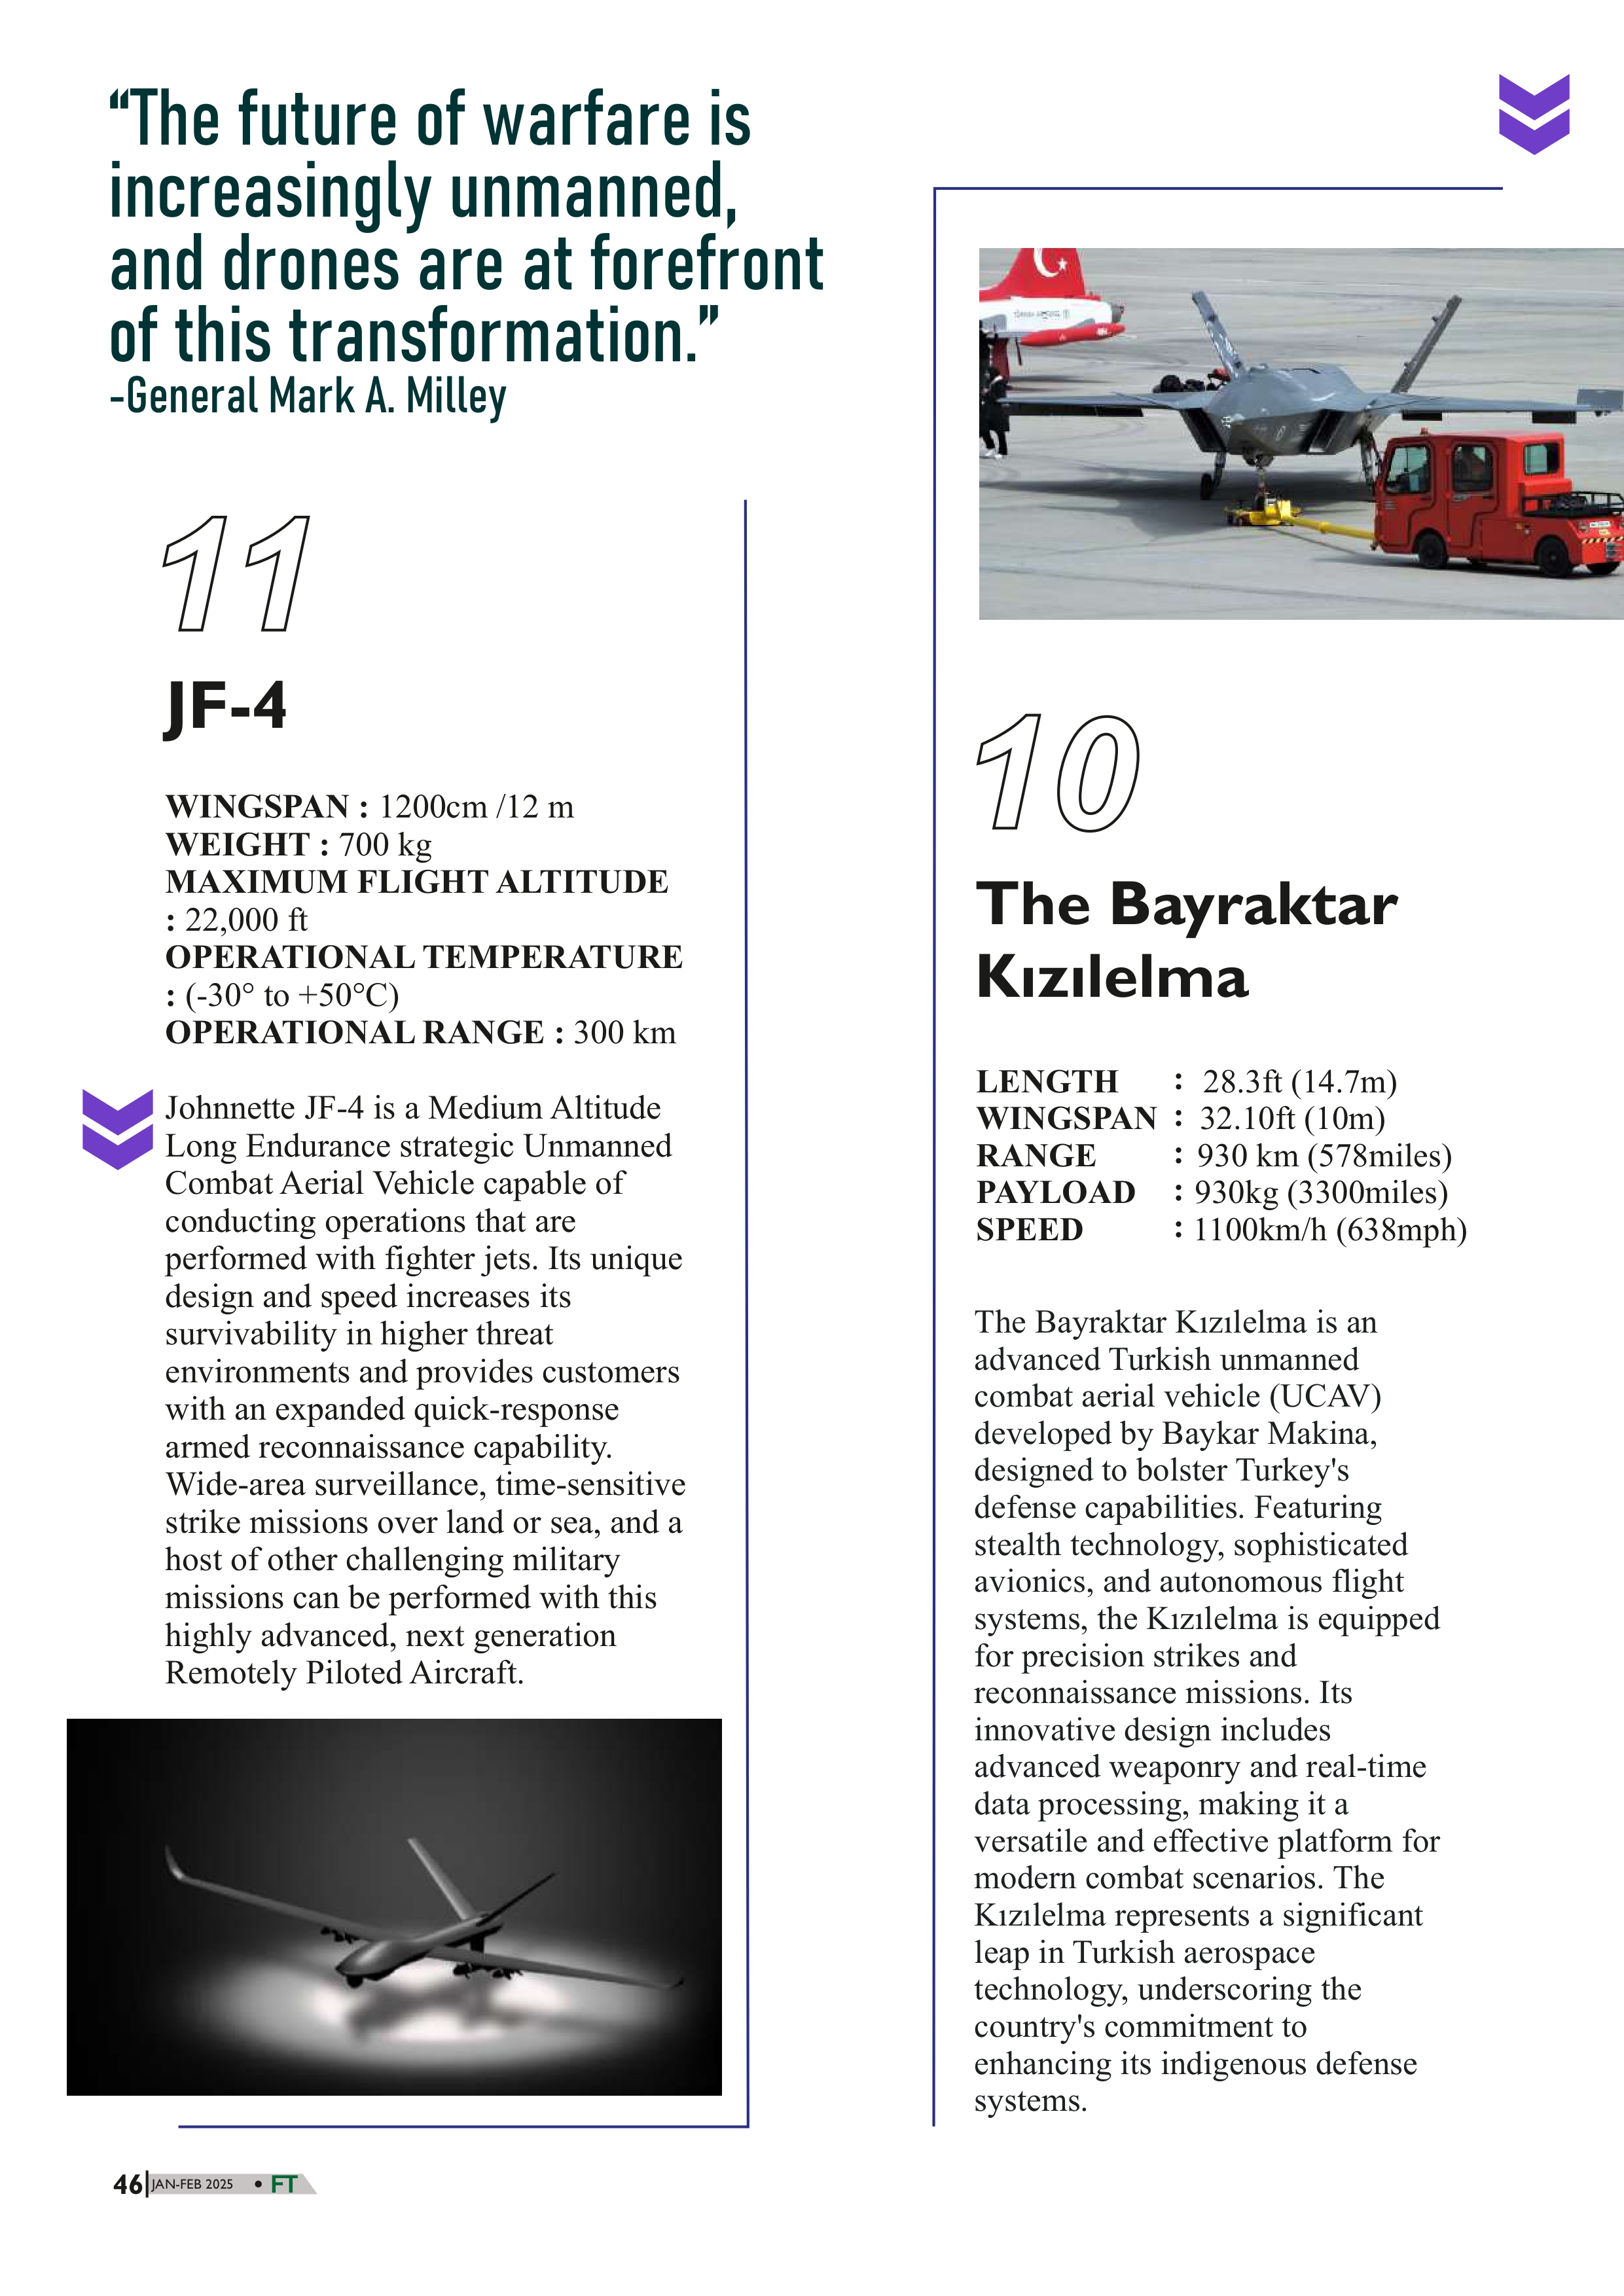 “The future of warfare is
increasingly unmanned,
and drones are at forefront
of this transformation.”
-General Mark A. Milley
11
JF-4
WINGSPAN : 1200cm /12 m
WEIGHT : 700 kg
MAXIMUM FLIGHT ALTITUDE
: 22,000 ft
OPERATIONAL TEMPERATURE
: (-30° to +50°C)
OPERATIONAL RANGE : 300 km
Johnnette JF-4 is a Medium Altitude
Long Endurance strategic Unmanned
Combat Aerial Vehicle capable of
conducting operations that are
performed with fighter jets. Its unique
design and speed increases its
survivability in higher threat
environments and provides customers
with an expanded quick-response
armed reconnaissance capability.
Wide-area surveillance, time-sensitive
strike missions over land or sea, and a
host of other challenging military
missions can be performed with this
highly advanced, next generation
Remotely Piloted Aircraft.
10
The Bayraktar
Kızılelma
LENGTH : 28.3ft (14.7m)
WINGSPAN : 32.10ft (10m)
RANGE : 930 km (578miles)
PAYLOAD : 930kg (3300miles)
SPEED : 1100km/h (638mph)
The Bayraktar Kızılelma is an
advanced Turkish unmanned
combat aerial vehicle (UCAV)
developed by Baykar Makina,
designed to bolster Turkey's
defense capabilities. Featuring
stealth technology, sophisticated
avionics, and autonomous flight
systems, the Kızılelma is equipped
for precision strikes and
reconnaissance missions. Its
innovative design includes
advanced weaponry and real-time
data processing, making it a
versatile and effective platform for
modern combat scenarios. The
Kızılelma represents a significant
leap in Turkish aerospace
technology, underscoring the
country's commitment to
enhancing its indigenous defense
systems.
46 JAN-FEB 2025 • FT